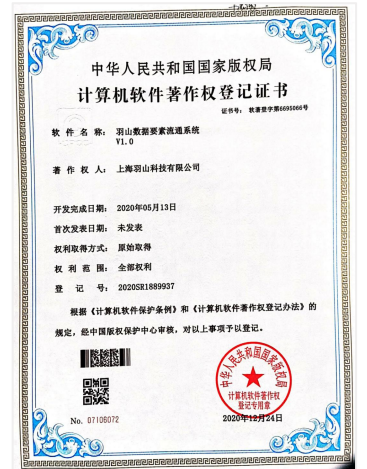 中华人民共和国国家版权局
计算机软件著作权登记证书
证书号: 软著登字第6695066号
软件名称: 羽山数据要素流通系统
V1.0
著作权人: 上海羽山科技有限公司
开发完成日期: 2020年05月13日
首次发表日期: 未发表
权利取得方式: 原始取得
权利范围: 全部权利
登记号: 2020SR1889937
根据《计算机软件保护条例》和《计算机软件著作权登记办法》的
规定,经中国版权保护中心审核,对以上事项予以登记。
中华人民共和国国家版权局
计算机软件著作权
登记专用章
No. 07106072
2020年12月24日